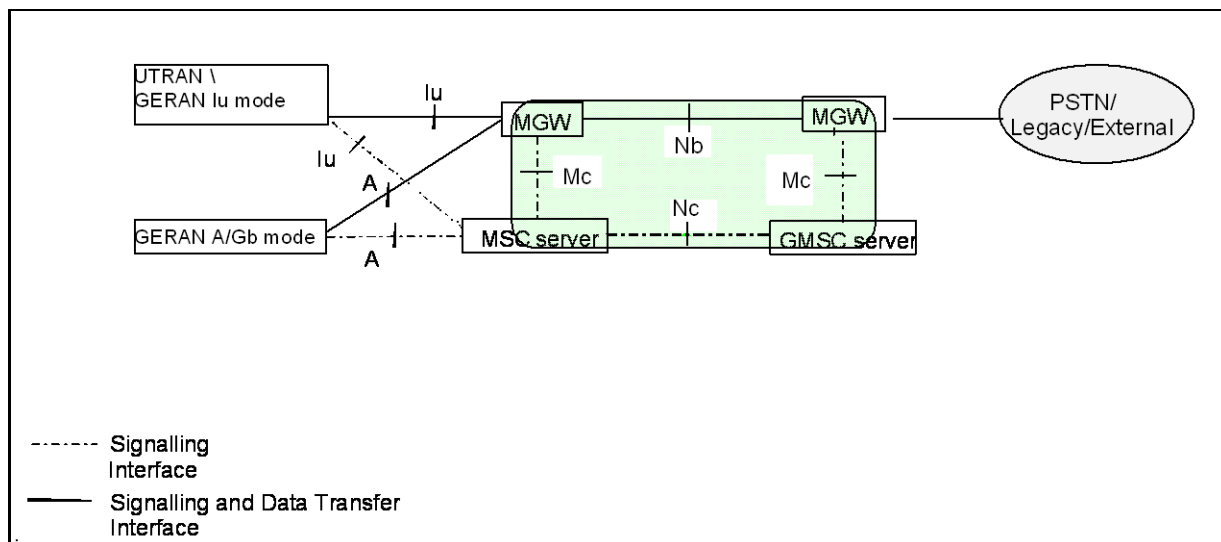 UTRAN \
GERAN Iu mode
Iu
MGW
Nb
MGW
PSTN/
Legacy/External
Iu
A
Mc
Mc
Nc
GERAN A/Gb mode
A
MSC server
GMSC server
Signalling
Interface
Signalling and Data Transfer
Interface